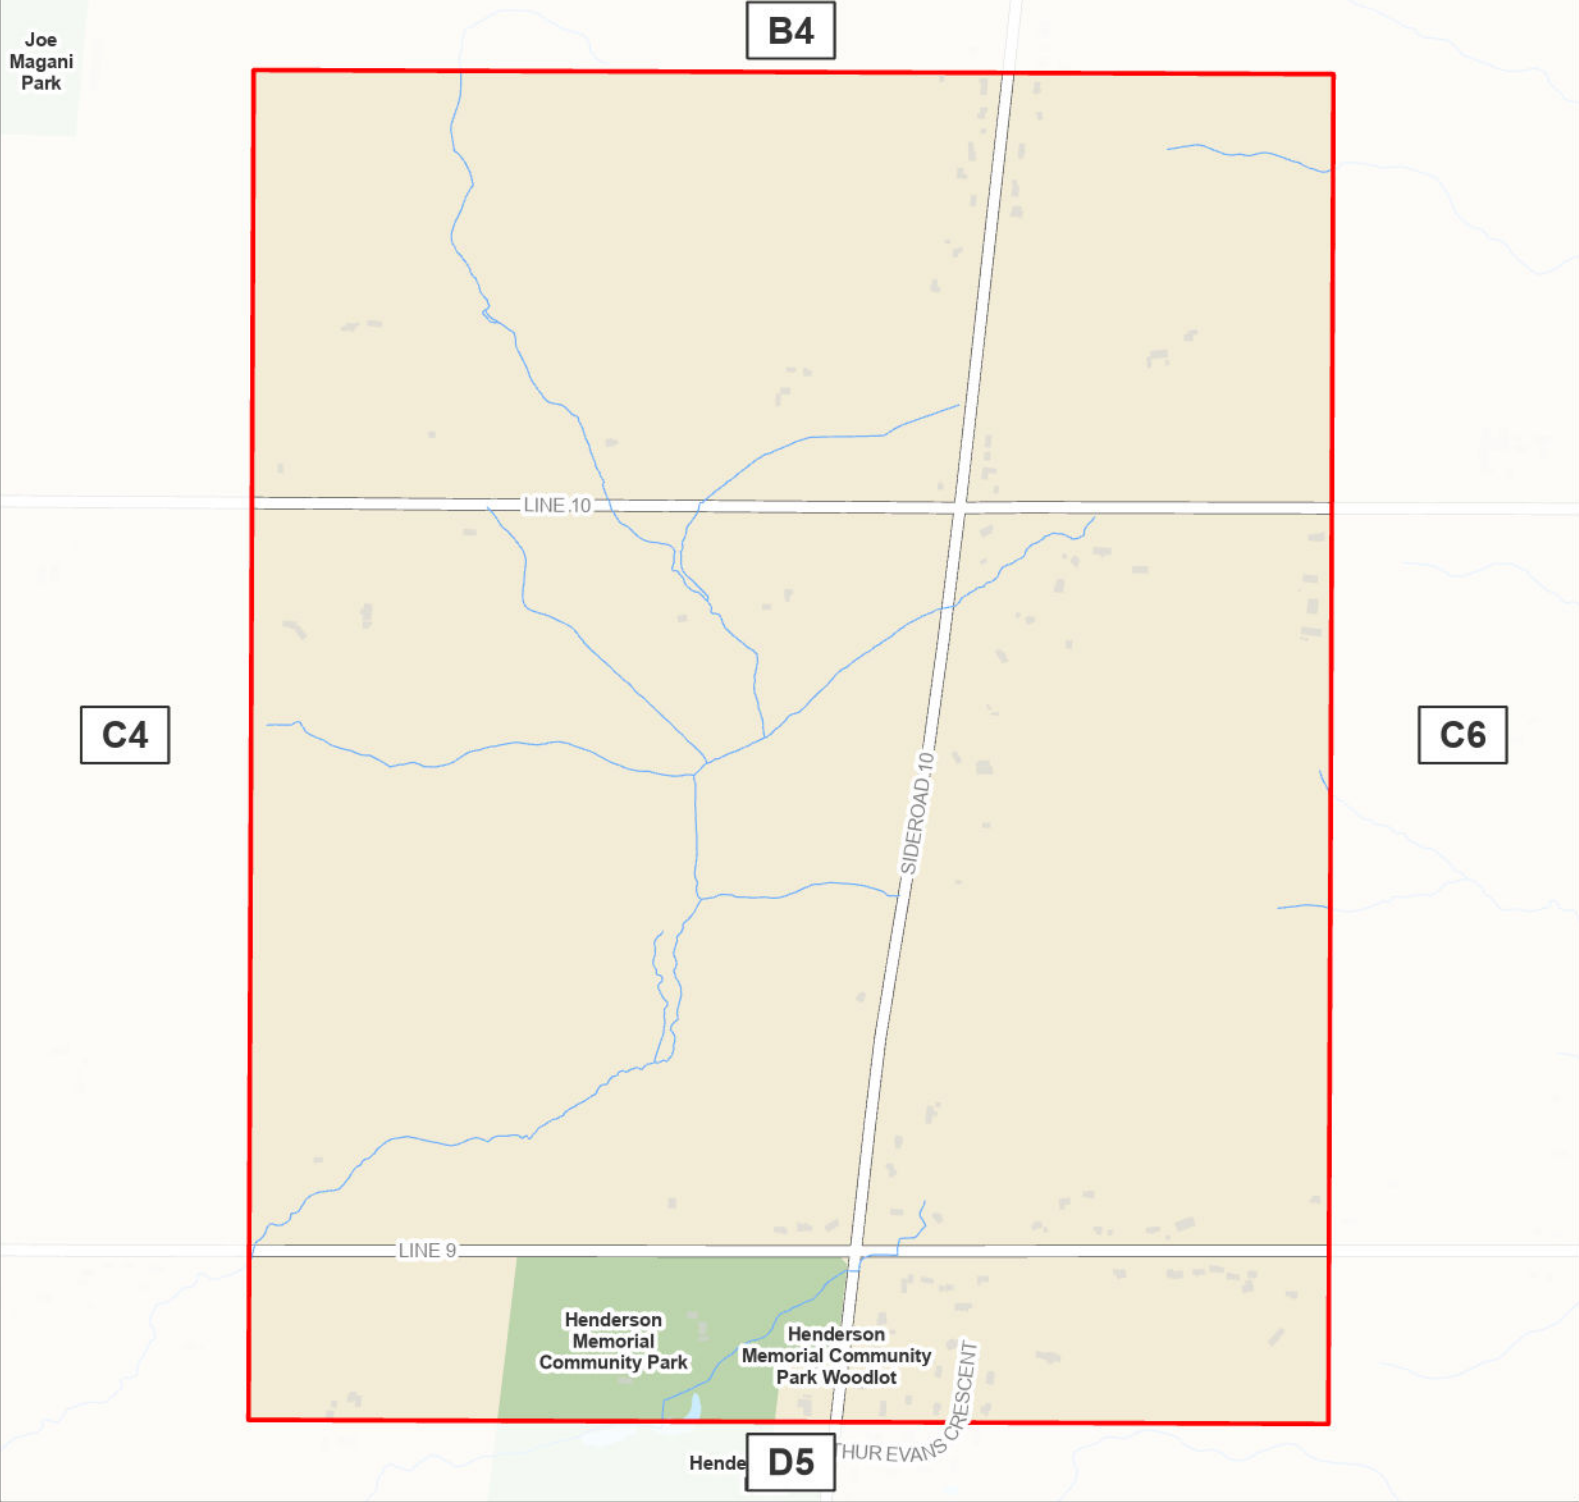 B4
Joe
Magani
Park
LINE 10
C4
C6
SIDEROAD 10
LINE 9
Henderson
Memorial
Community Park
Henderson
Memorial Community
Park Woodlot
THUR EVANS CRESCENT
Hende
D5